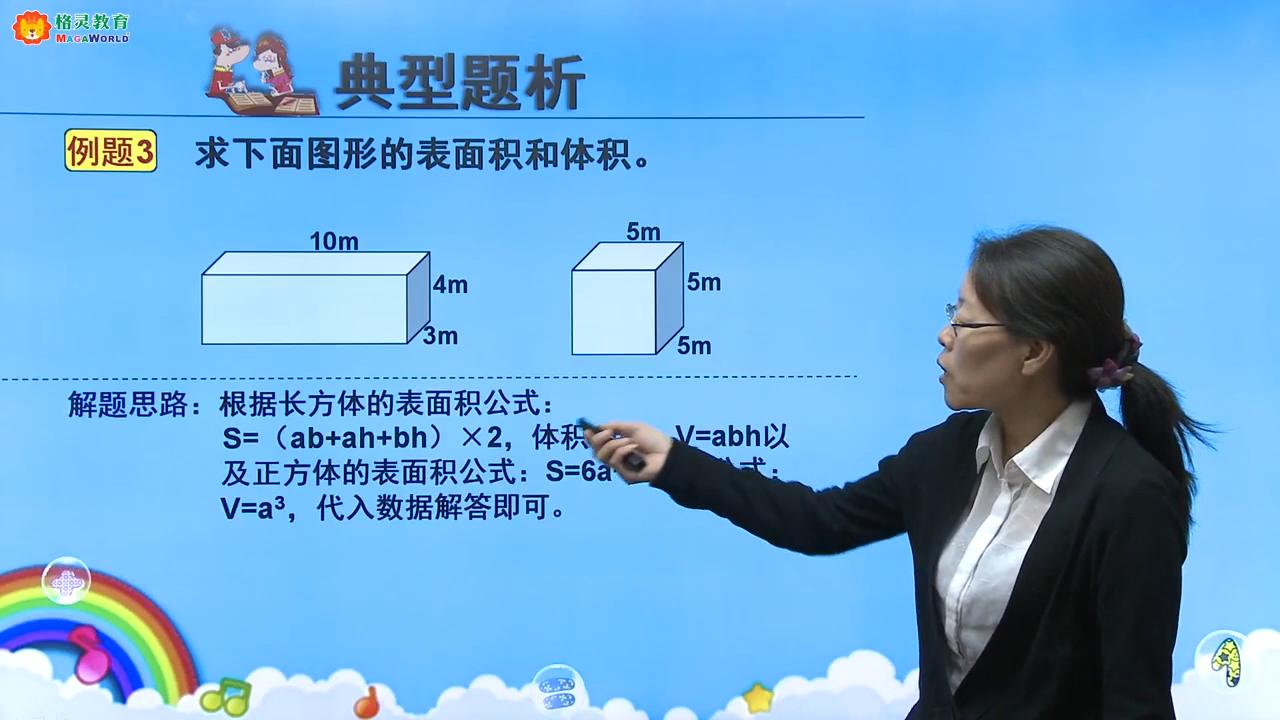 格灵教育
MAGAWORLD
典型题析
例题3 求下面图形的表面积和体积。
10m
4m
3m
5m
5m
5m
解题思路：根据长方体的表面积公式：
S=（ab+ah+bh）×2，体积 V=abh以
及正方体的表面积公式：S=6a 公式：
V=a³，代入数据解答即可。